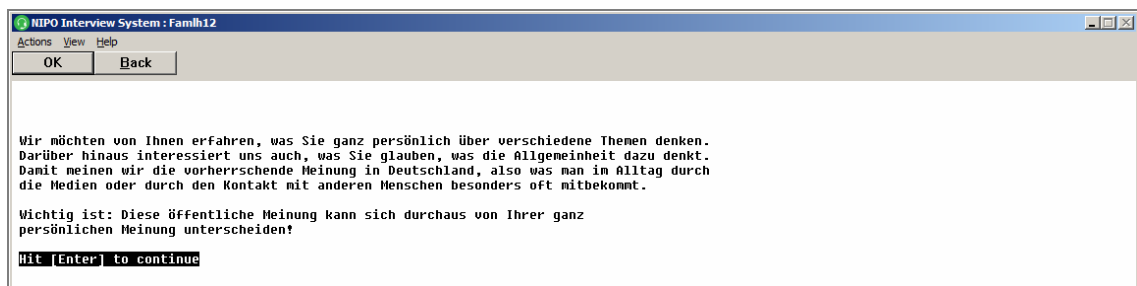 NIPO Interview System : Famlh12
Actions View Help
OK Back
Wir möchten von Ihnen erfahren, was Sie ganz persönlich über verschiedene Themen denken.
Darüber hinaus interessiert uns auch, was Sie glauben, was die Allgemeinheit dazu denkt.
Damit meinen wir die vorherrschende Meinung in Deutschland, also was man im Alltag durch
die Medien oder durch den Kontakt mit anderen Menschen besonders oft mitbekommt.
Wichtig ist: Diese öffentliche Meinung kann sich durchaus von Ihrer ganz
persönlichen Meinung unterscheiden!
Hit [Enter] to continue